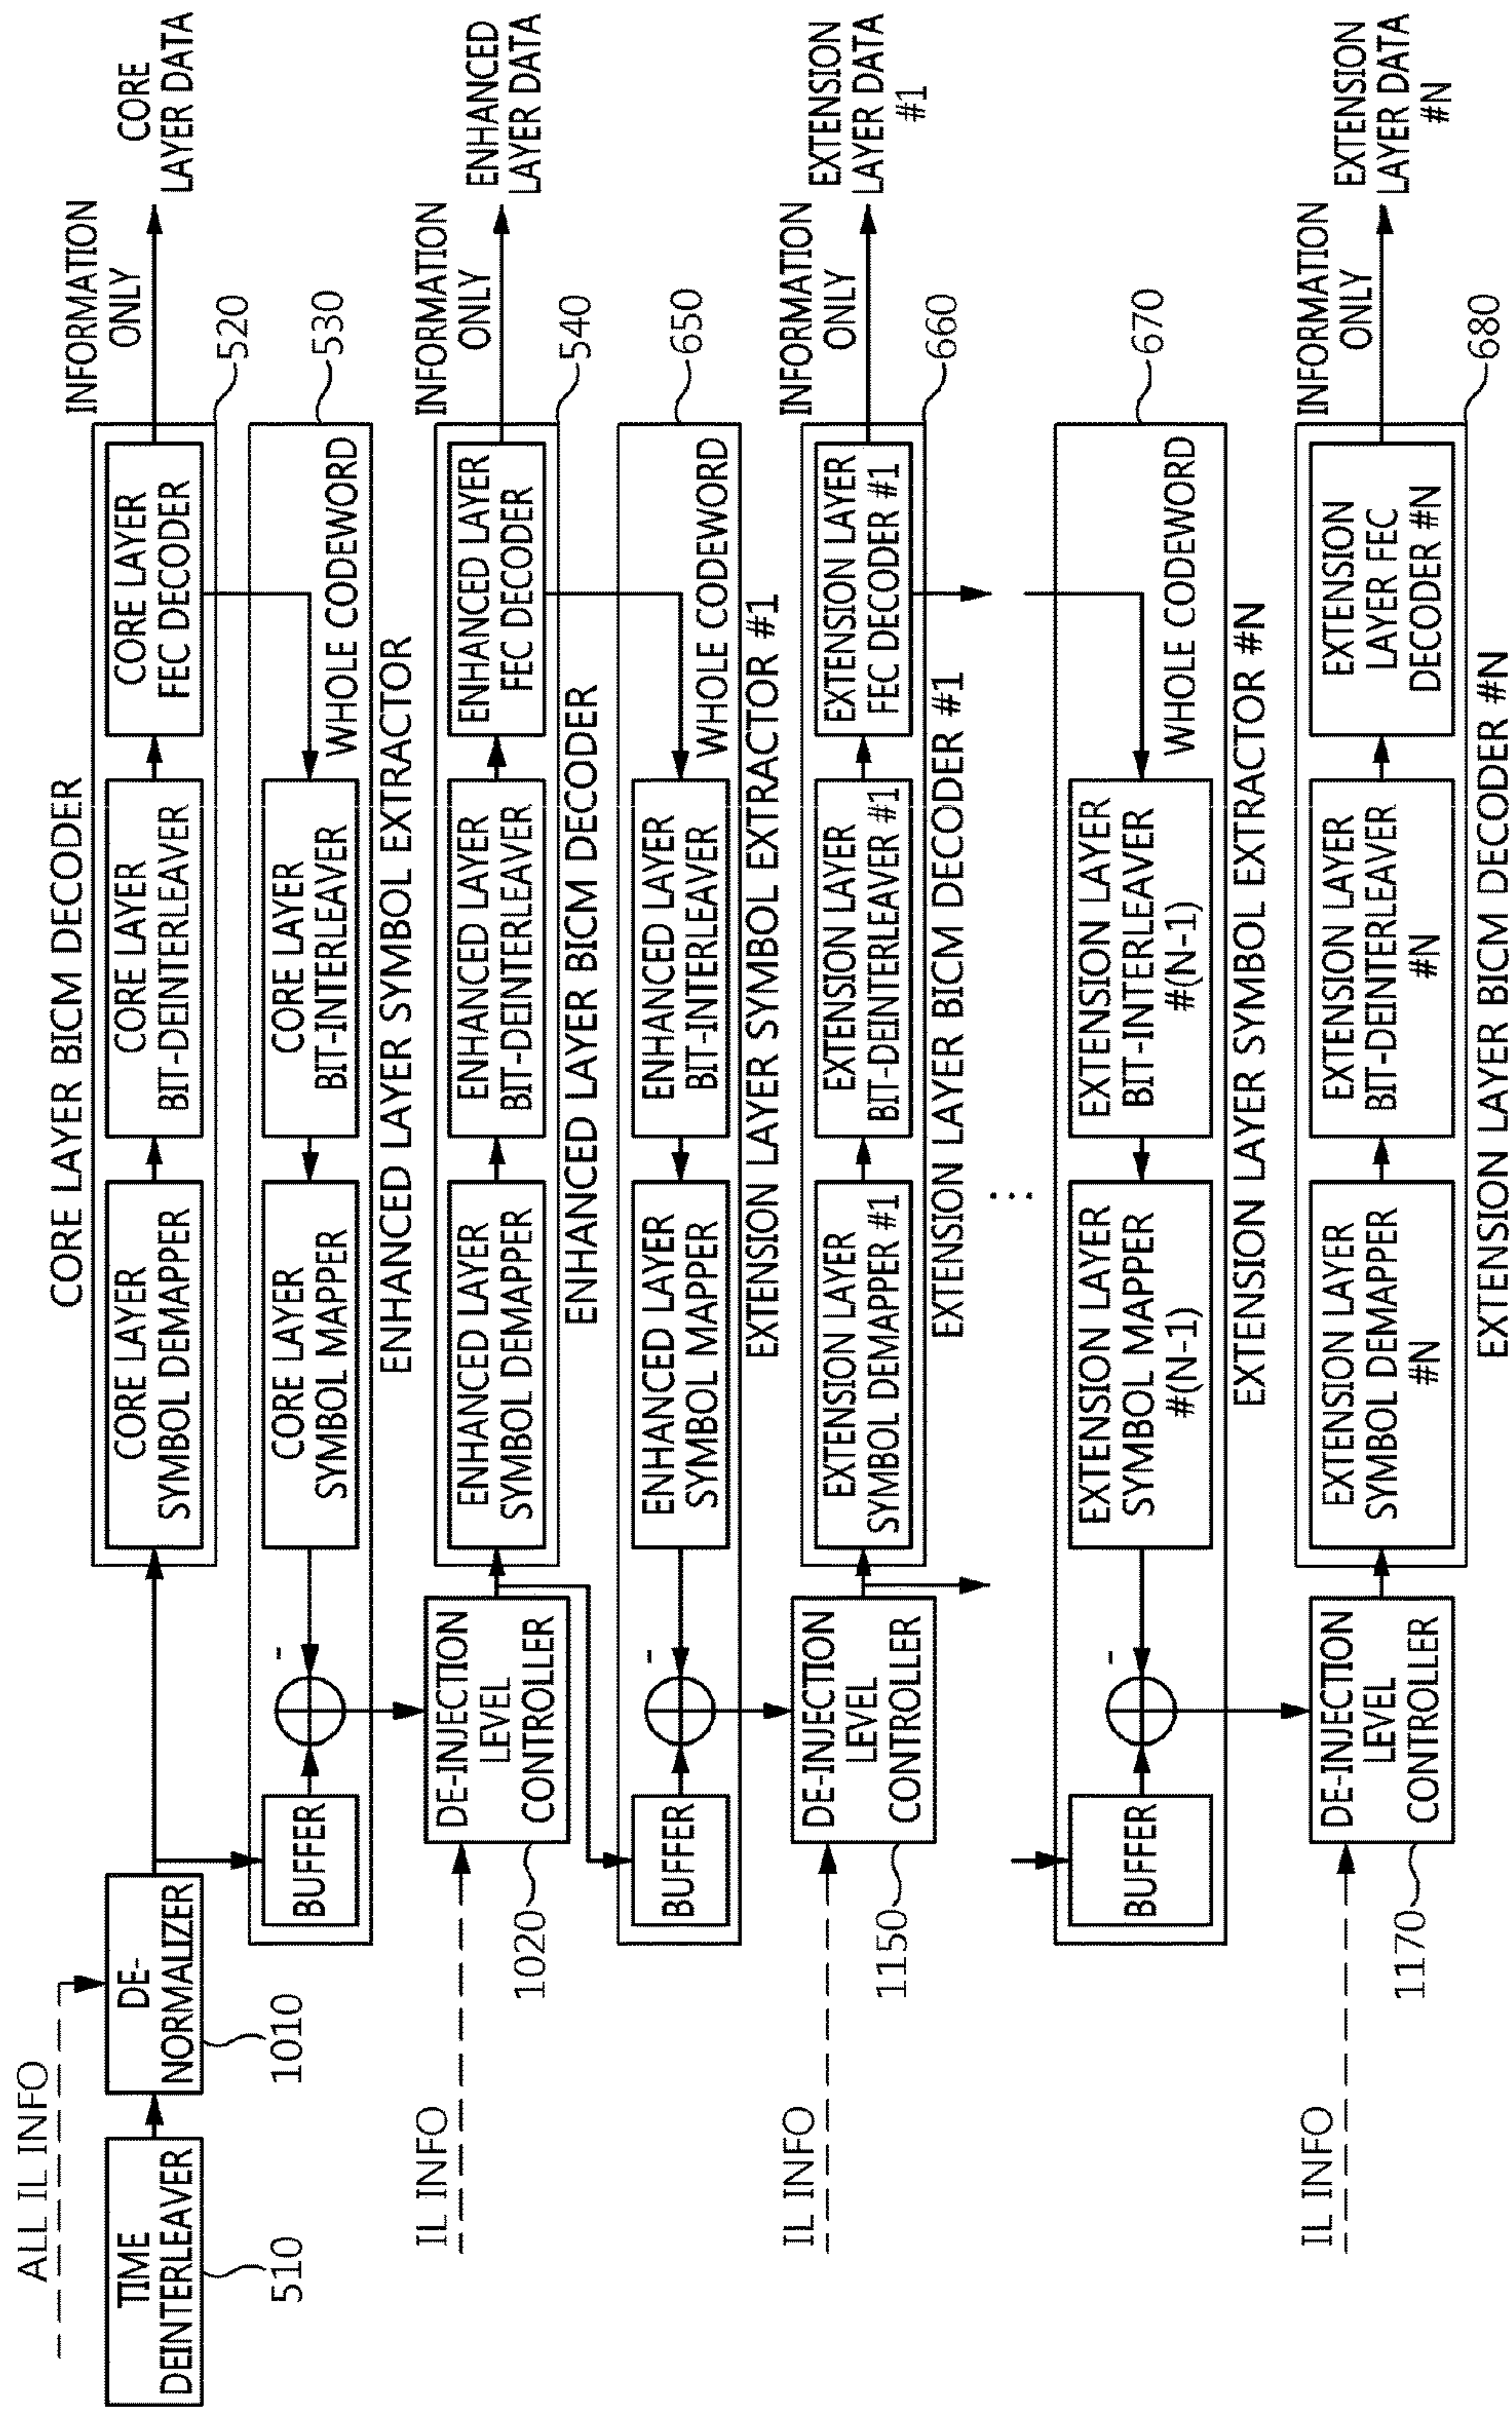 ALL IL INFO
TIME
DEINTERLEAVER
510
DE-
NORMALIZER
1010
CORE LAYER BICM DECODER
CORE LAYER
SYMBOL DEMAPPER
CORE LAYER
BIT-DEINTERLEAVER
CORE LAYER
FEC DECODER
INFORMATION
ONLY
CORE
LAYER DATA
520
BUFFER
-
CORE LAYER
SYMBOL MAPPER
CORE LAYER
BIT-INTERLEAVER
WHOLE CODEWORD
530
ENHANCED LAYER SYMBOL EXTRACTOR
IL INFO
DE-INJECTION
LEVEL
CONTROLLER
1020
ENHANCED LAYER
SYMBOL DEMAPPER
ENHANCED LAYER
BIT-DEINTERLEAVER
ENHANCED LAYER
FEC DECODER
INFORMATION
ONLY
ENHANCED
LAYER DATA
540
ENHANCED LAYER BICM DECODER
BUFFER
-
ENHANCED LAYER
SYMBOL MAPPER
ENHANCED LAYER
BIT-INTERLEAVER
WHOLE CODEWORD
650
EXTENSION LAYER SYMBOL EXTRACTOR #1
IL INFO
DE-INJECTION
LEVEL
CONTROLLER
1150
EXTENSION LAYER
SYMBOL DEMAPPER #1
EXTENSION LAYER
BIT-DEINTERLEAVER #1
EXTENSION LAYER
FEC DECODER #1
INFORMATION
ONLY
EXTENSION
LAYER DATA
#1
660
EXTENSION LAYER BICM DECODER #1
...
BUFFER
-
EXTENSION LAYER
SYMBOL MAPPER
#(N-1)
EXTENSION LAYER
BIT-INTERLEAVER
#(N-1)
WHOLE CODEWORD
670
EXTENSION LAYER SYMBOL EXTRACTOR #N
IL INFO
DE-INJECTION
LEVEL
CONTROLLER
1170
EXTENSION LAYER
SYMBOL DEMAPPER
#N
EXTENSION LAYER
BIT-DEINTERLEAVER
#N
EXTENSION
LAYER FEC
DECODER #N
INFORMATION
ONLY
EXTENSION
LAYER DATA
#N
680
EXTENSION LAYER BICM DECODER #N